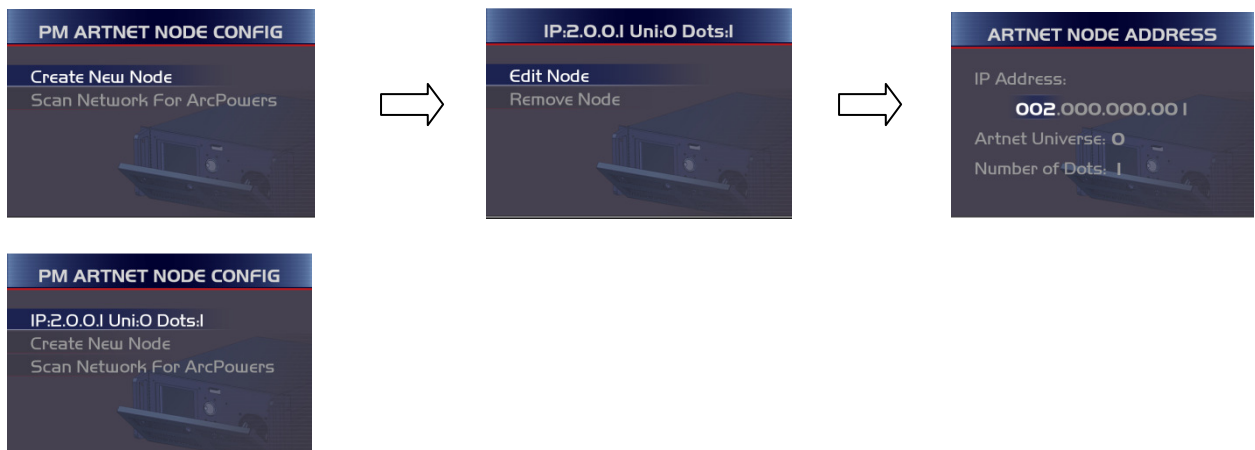 PM ARTNET NODE CONFIG
Create New Node
Scan Network For ArcPowers
IP:2.0.0.1 Uni:0 Dots:1
Edit Node
Remove Node
ARTNET NODE ADDRESS
IP Address:
002.000.000.001
Artnet Universe: 0
Number of Dots: 1
PM ARTNET NODE CONFIG
IP:2.0.0.1 Uni:0 Dots:1
Create New Node
Scan Network For ArcPowers